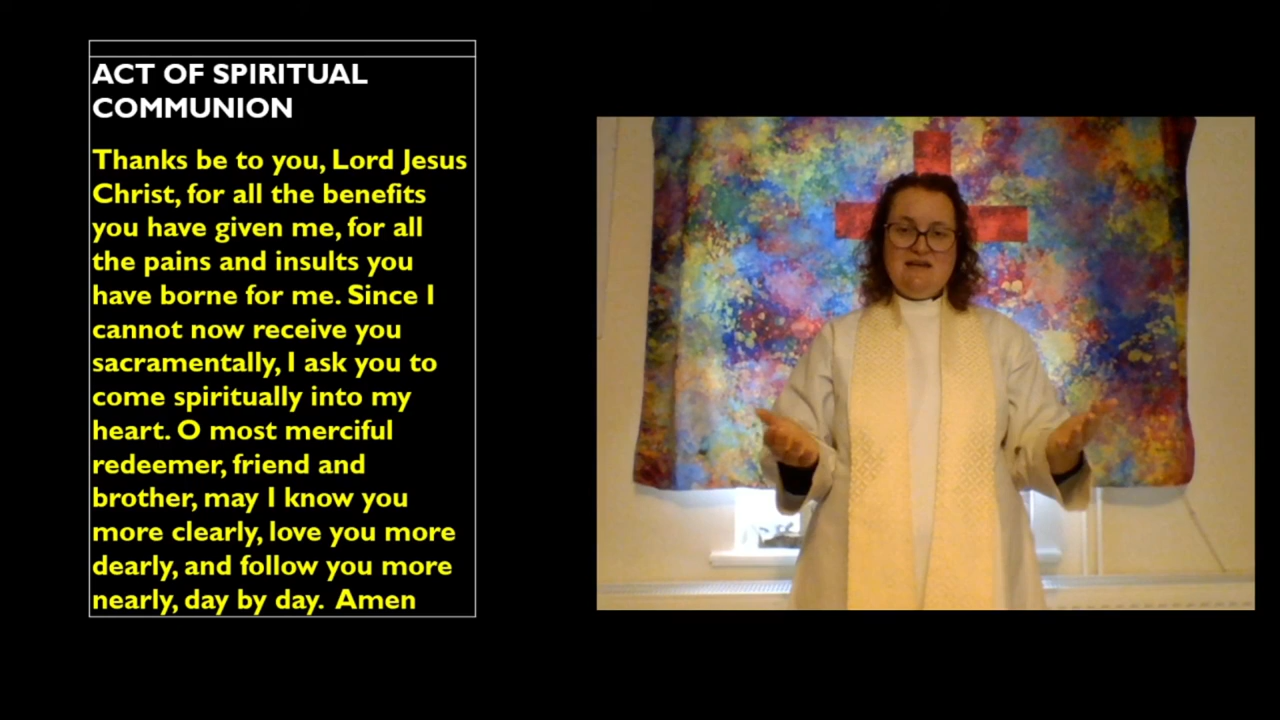 ACT OF SPIRITUAL
COMMUNION
Thanks be to you, Lord Jesus
Christ, for all the benefits
you have given me, for all
the pains and insults you
have borne for me. Since I
cannot now receive you
sacramentally, I ask you to
come spiritually into my
heart. O most merciful
redeemer, friend and
brother, may I know you
more clearly, love you more
dearly, and follow you more
nearly, day by day.  Amen